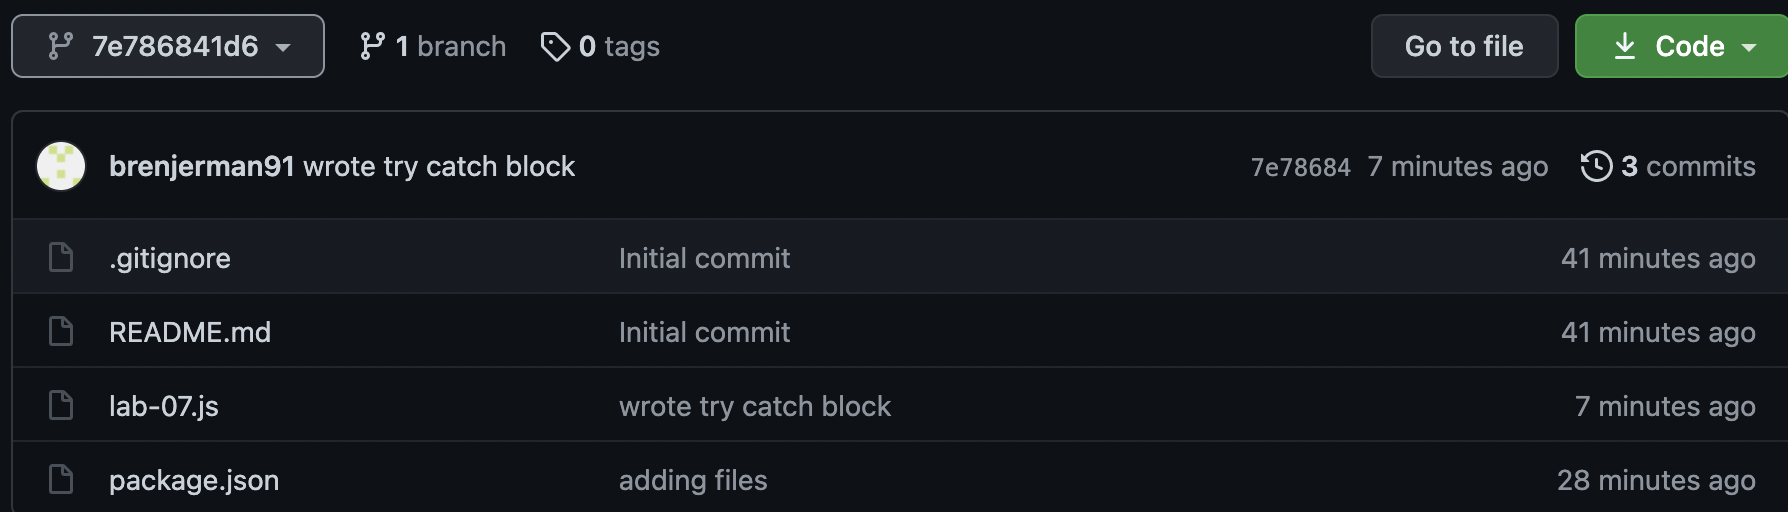 7e786841d6 1 branch 0 tags Go to file Code
brenjerman91 wrote try catch block 7e78684 7 minutes ago 3 commits
.gitignore Initial commit 41 minutes ago
README.md Initial commit 41 minutes ago
lab-07.js wrote try catch block 7 minutes ago
package.json adding files 28 minutes ago